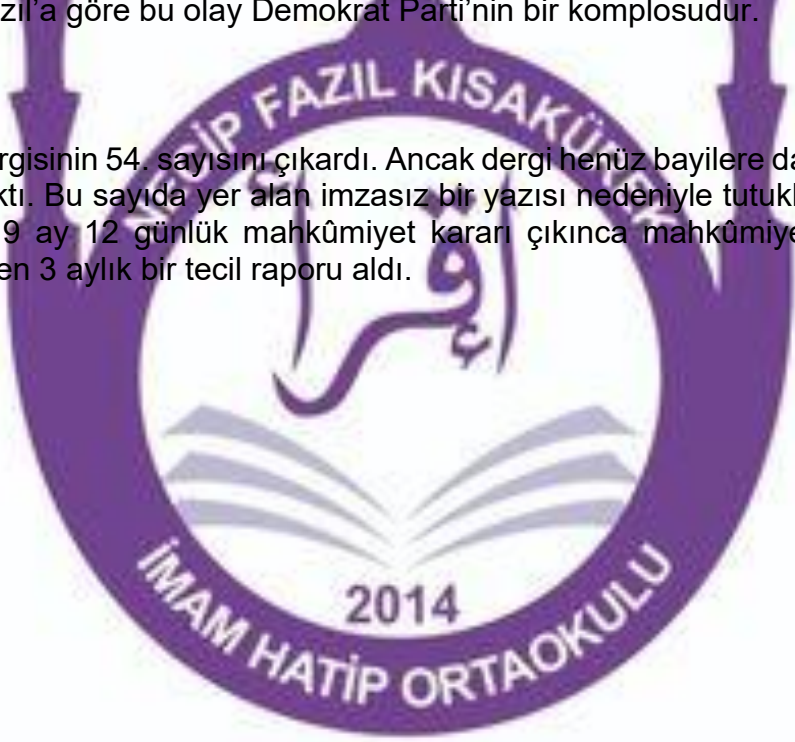 zıl’a göre bu olay Demokrat Parti’nin bir komplosudur.
NECİP FAZIL KISAKÜREK
rgisinin 54. sayısını çıkardı. Ancak dergi henüz bayilere da
ktı. Bu sayıda yer alan imzasız bir yazısı nedeniyle tutukl
9 ay 12 günlük mahkûmiyet kararı çıkınca mahkûmiye
en 3 aylık bir tecil raporu aldı.
إقرأ
2014
İMAM HATİP ORTAOKULU